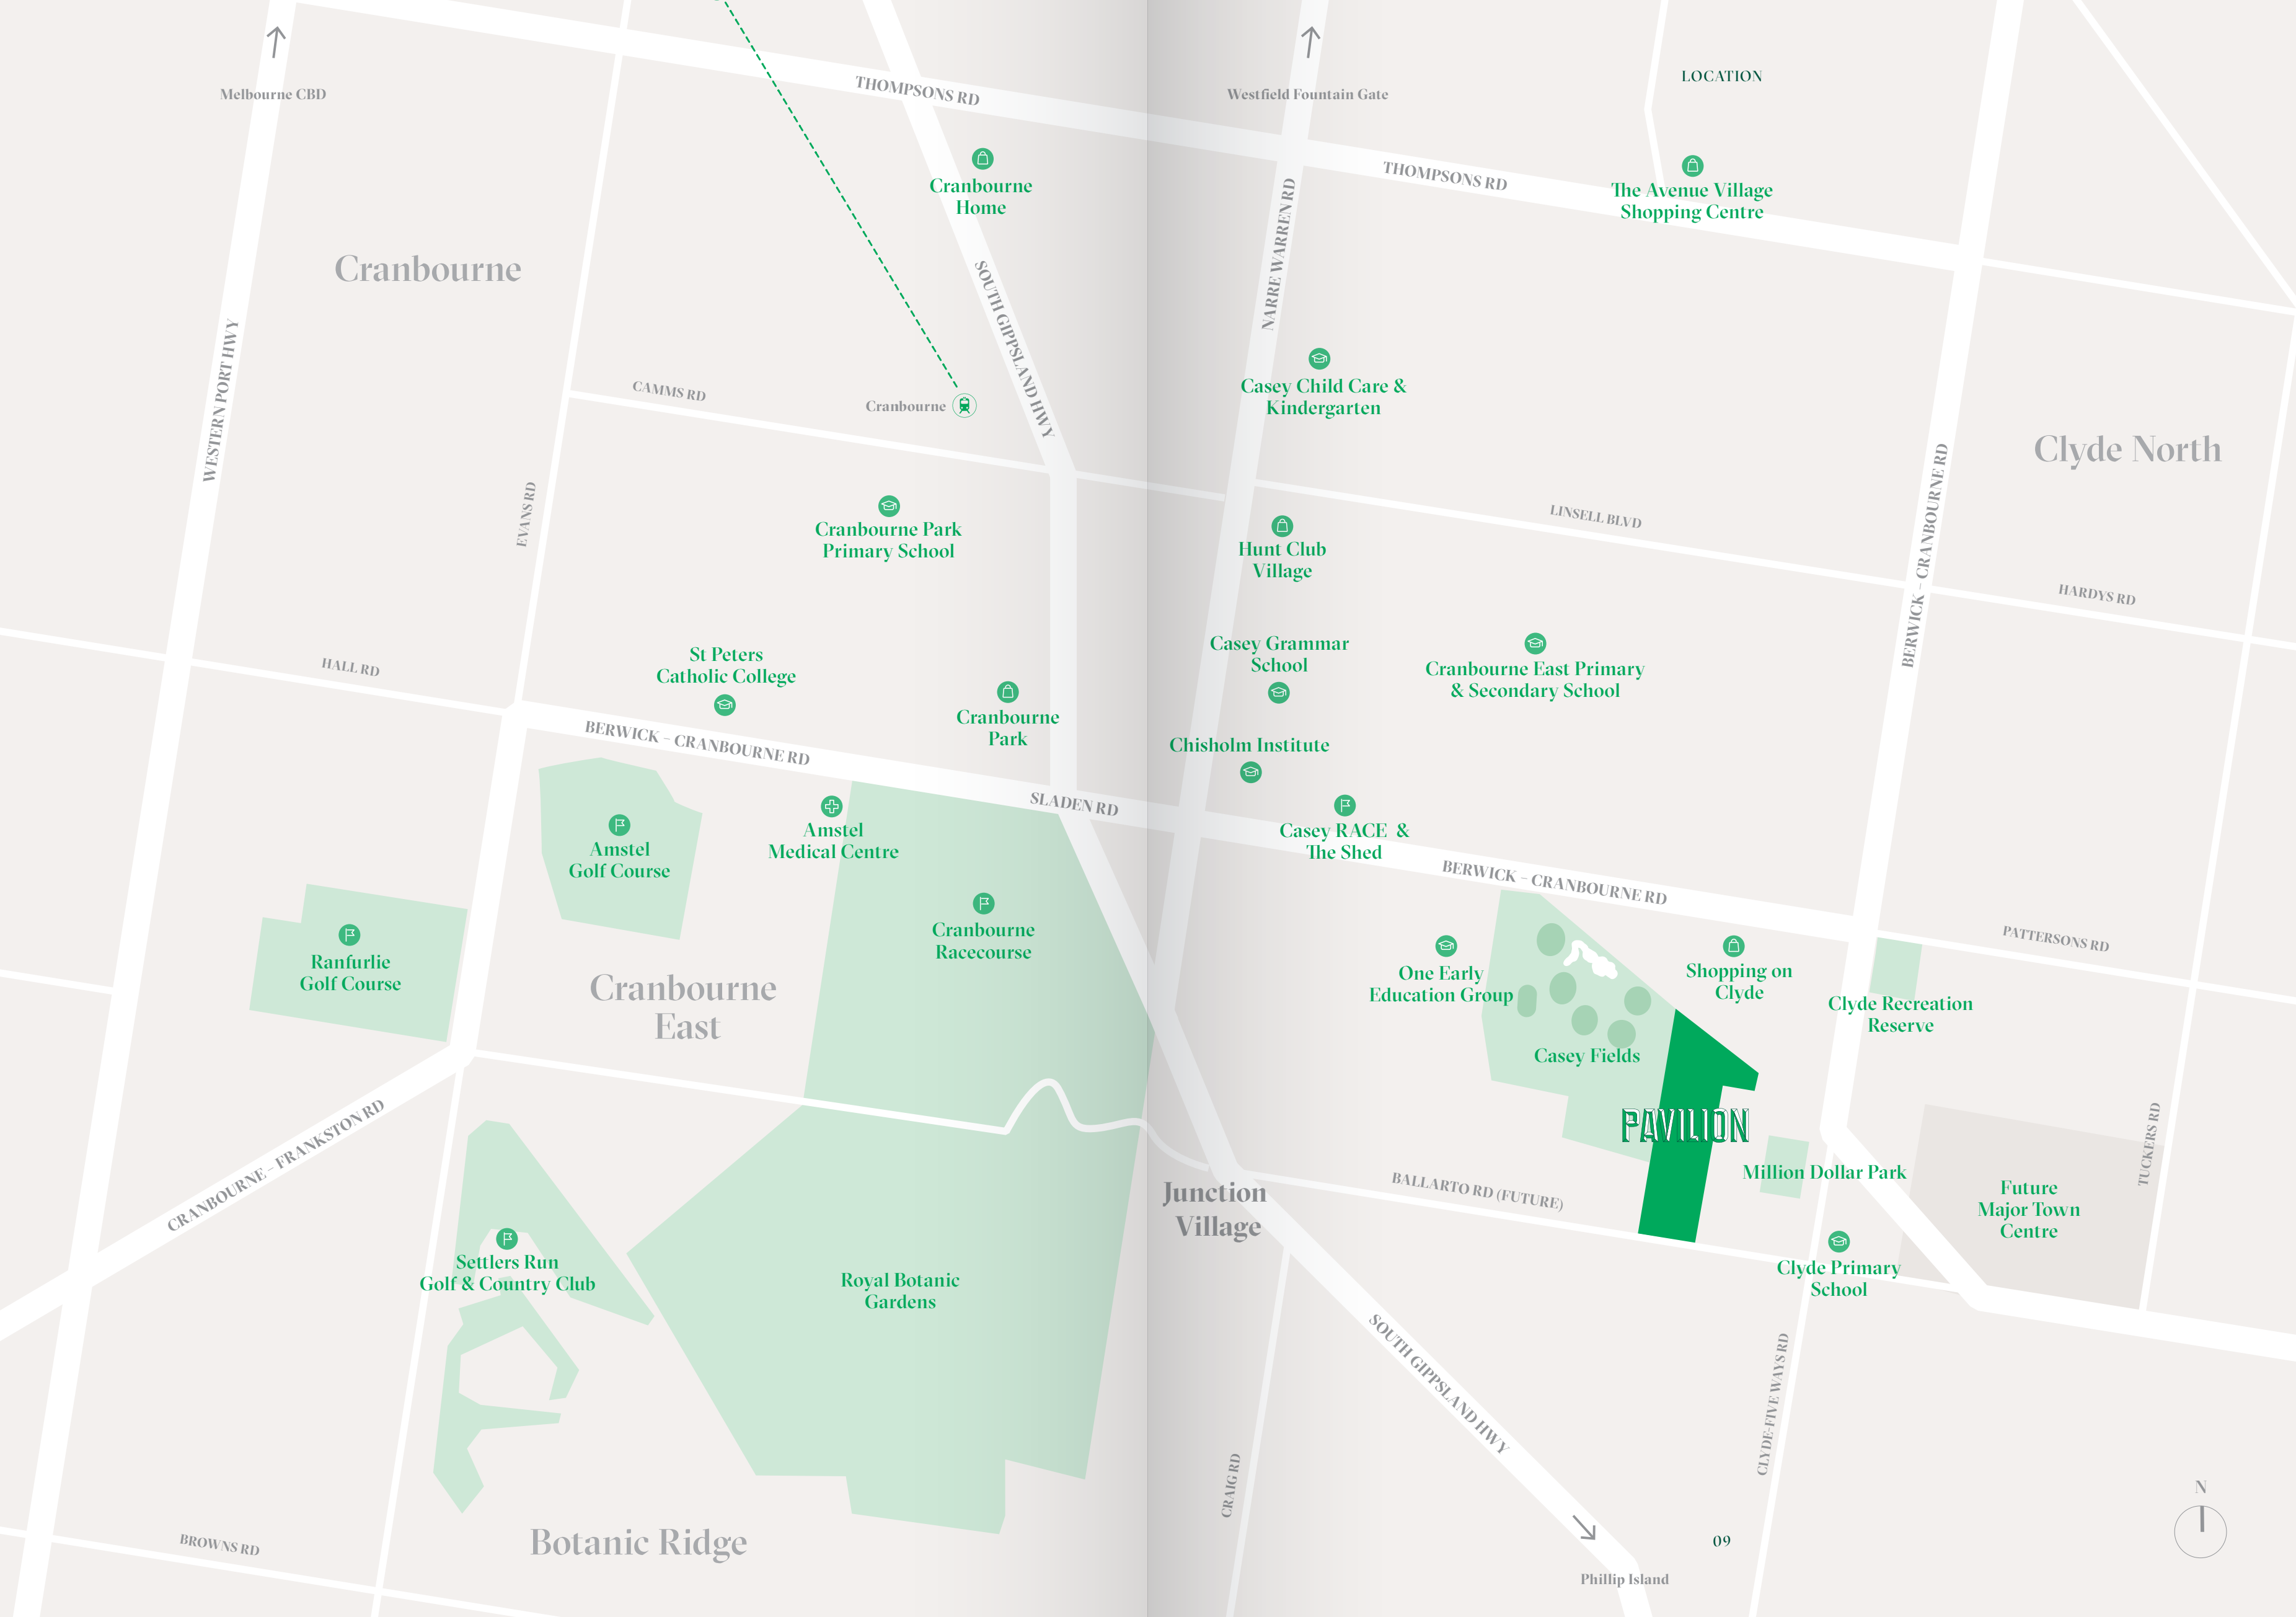 LOCATION
Melbourne CBD
Westfield Fountain Gate
THOMPSONS RD
THOMPSONS RD
Cranbourne
Home
The Avenue Village
Shopping Centre
NARRE WARREN RD
Cranbourne
SOUTH GIPPSLAND HWY
WESTERN PORT HWY
CAMMS RD
Cranbourne
Casey Child Care &
Kindergarten
Clyde North
BERWICK – CRANBOURNE RD
EVANS RD
Cranbourne Park
Primary School
LINSELL BLVD
Hunt Club
Village
HARDYS RD
HALL RD
St Peters
Catholic College
Casey Grammar
School
Cranbourne East Primary
& Secondary School
Cranbourne
Park
BERWICK – CRANBOURNE RD
Chisholm Institute
SLADEN RD
Amstel
Golf Course
Amstel
Medical Centre
Casey RACE &
The Shed
BERWICK – CRANBOURNE RD
Cranbourne
Racecourse
PATTERSONS RD
Ranfurlie
Golf Course
One Early
Education Group
Shopping on
Clyde
Cranbourne
East
Clyde Recreation
Reserve
Casey Fields
PAVILION
CRANBOURNE – FRANKSTON RD
TUCKERS RD
Million Dollar Park
Junction
Village
BALLARTO RD (FUTURE)
Future
Major Town
Centre
Settlers Run
Golf & Country Club
Royal Botanic
Gardens
Clyde Primary
School
SOUTH GIPPSLAND HWY
CLYDE-FIVE WAYS RD
CRAIG RD
N
BROWNS RD
Botanic Ridge
09
Phillip Island